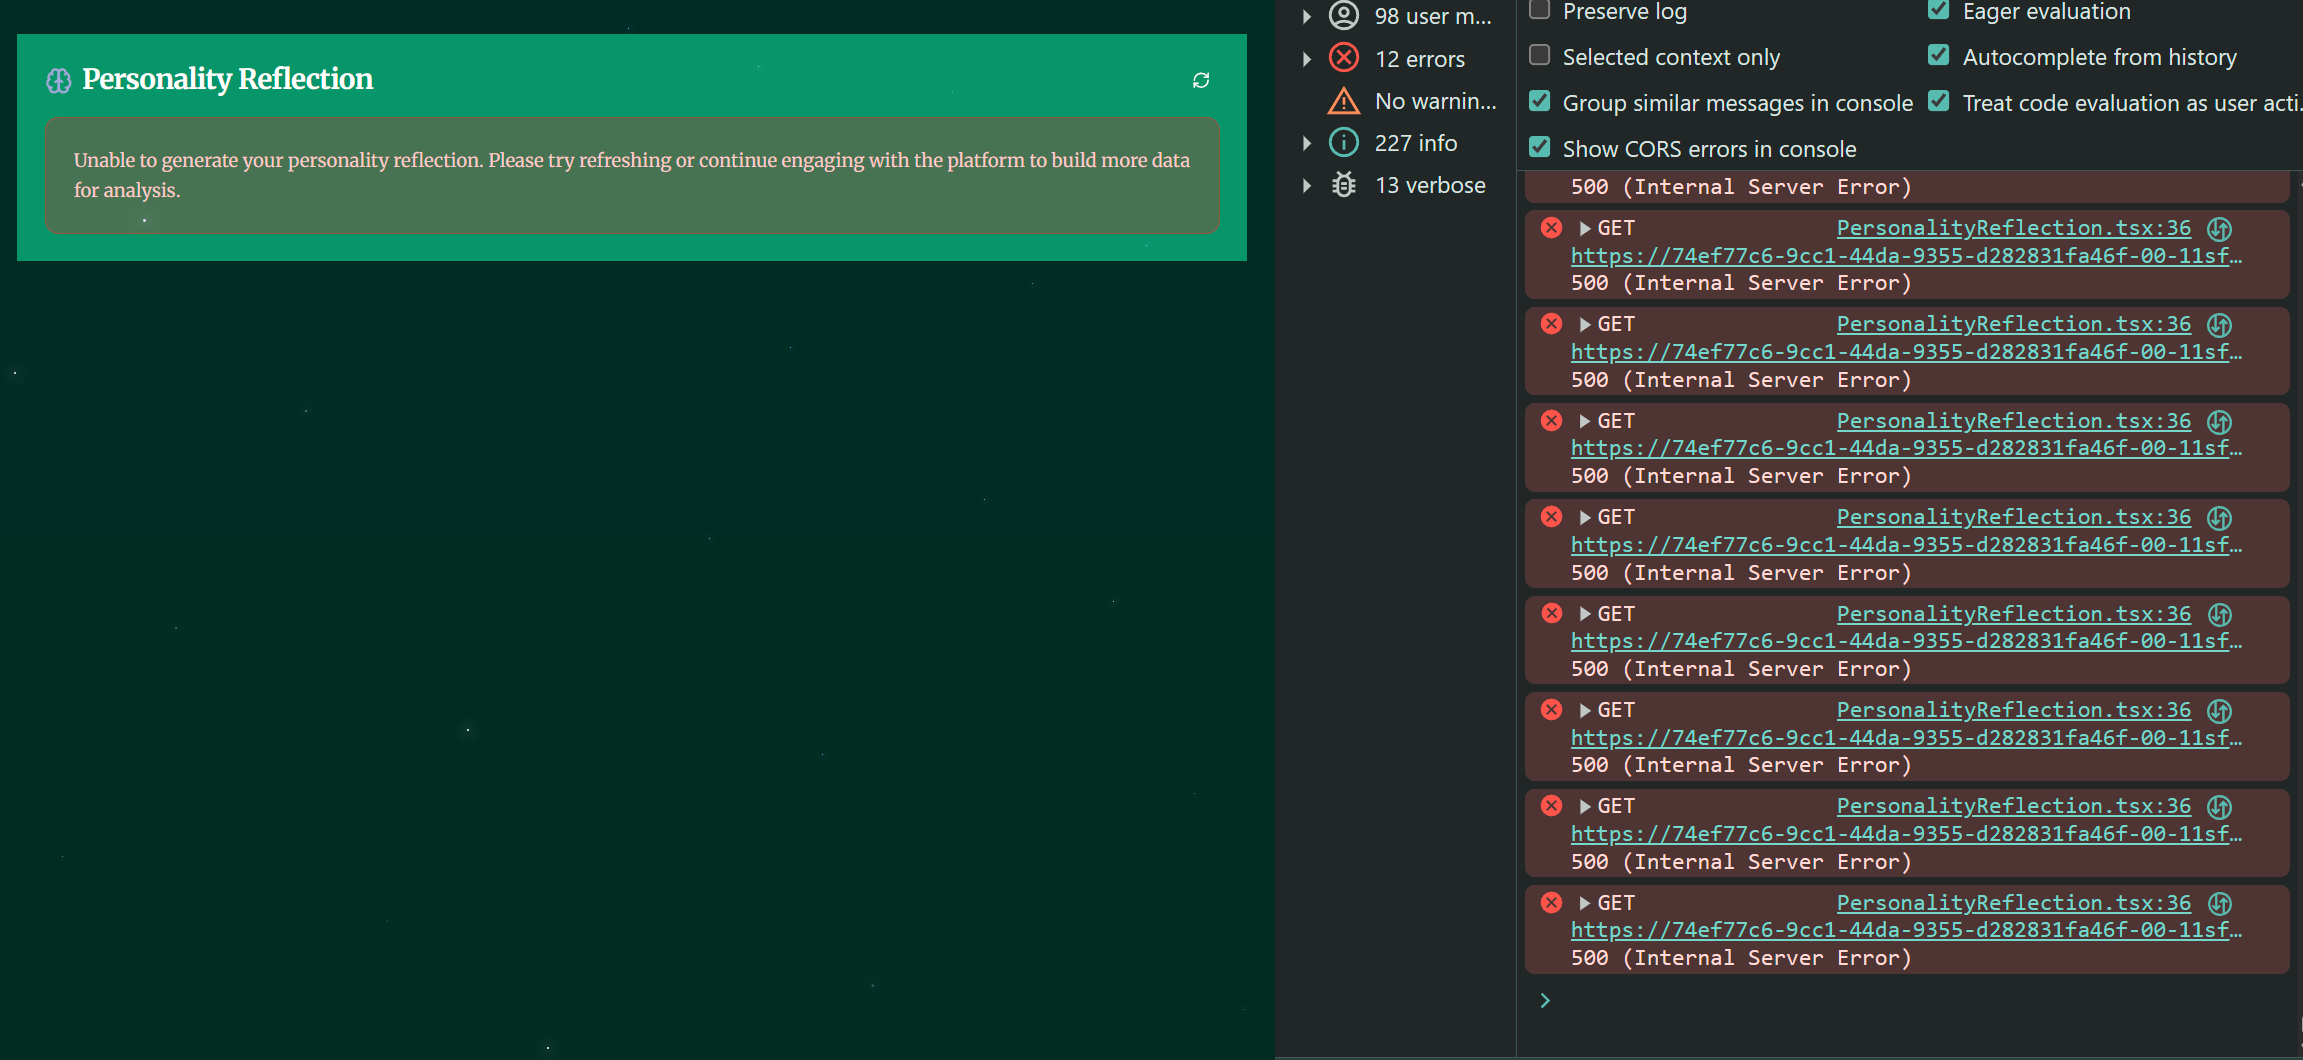 Personality Reflection
Unable to generate your personality reflection. Please try refreshing or continue engaging with the platform to build more data
for analysis.
98 user m...
12 errors
No warnin...
227 info
13 verbose
Preserve log
Eager evaluation
Selected context only
Autocomplete from history
Group similar messages in console
Treat code evaluation as user acti.
Show CORS errors in console
500 (Internal Server Error)
GET PersonalityReflection.tsx:36
https://74ef77c6-9cc1-44da-9355-d282831fa46f-00-11sf…
500 (Internal Server Error)
GET PersonalityReflection.tsx:36
https://74ef77c6-9cc1-44da-9355-d282831fa46f-00-11sf…
500 (Internal Server Error)
GET PersonalityReflection.tsx:36
https://74ef77c6-9cc1-44da-9355-d282831fa46f-00-11sf…
500 (Internal Server Error)
GET PersonalityReflection.tsx:36
https://74ef77c6-9cc1-44da-9355-d282831fa46f-00-11sf…
500 (Internal Server Error)
GET PersonalityReflection.tsx:36
https://74ef77c6-9cc1-44da-9355-d282831fa46f-00-11sf…
500 (Internal Server Error)
GET PersonalityReflection.tsx:36
https://74ef77c6-9cc1-44da-9355-d282831fa46f-00-11sf…
500 (Internal Server Error)
GET PersonalityReflection.tsx:36
https://74ef77c6-9cc1-44da-9355-d282831fa46f-00-11sf…
500 (Internal Server Error)
GET PersonalityReflection.tsx:36
https://74ef77c6-9cc1-44da-9355-d282831fa46f-00-11sf…
500 (Internal Server Error)